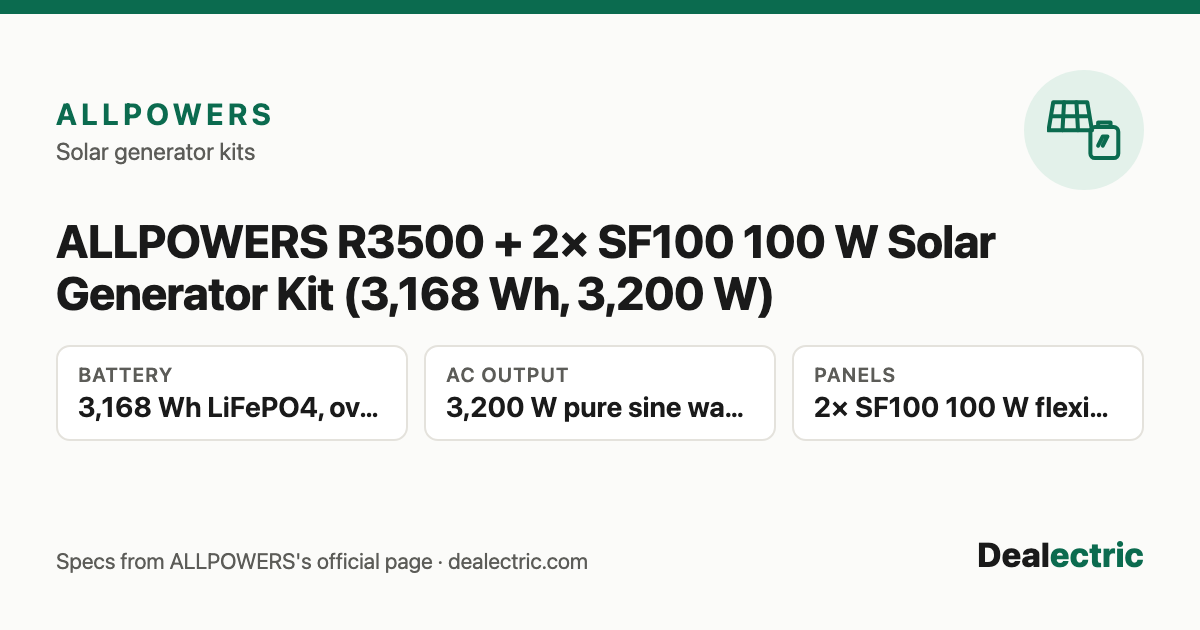 ALLPOWERS
Solar generator kits
ALLPOWERS R3500 + 2× SF100 100 W Solar
Generator Kit (3,168 Wh, 3,200 W)
BATTERY
3,168 Wh LiFePO4, ov...
AC OUTPUT
3,200 W pure sine wa...
PANELS
2× SF100 100 W flexi...
Specs from ALLPOWERS's official page · dealectric.com
Dealectric